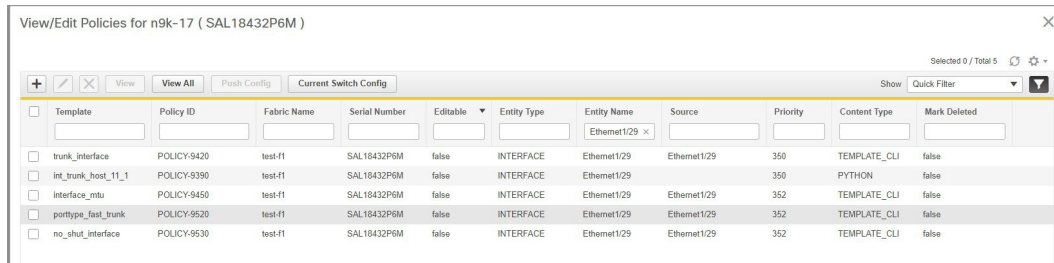 View/Edit Policies for n9k-17 ( SAL18432P6M )
Selected 0 / Total 5
View View All Push Config Current Switch Config Show Quick Filter
Template Policy ID Fabric Name Serial Number Editable Entity Type Entity Name Source Priority Content Type Mark Deleted
Ethernet1/29 ×
trunk_interface POLICY-9420 test-f1 SAL18432P6M false INTERFACE Ethernet1/29 Ethernet1/29 350 TEMPLATE_CLI false
int_trunk_host_11_1 POLICY-9390 test-f1 SAL18432P6M false INTERFACE Ethernet1/29 350 PYTHON false
interface_mtu POLICY-9450 test-f1 SAL18432P6M false INTERFACE Ethernet1/29 Ethernet1/29 352 TEMPLATE_CLI false
porttype_fast_trunk POLICY-9520 test-f1 SAL18432P6M false INTERFACE Ethernet1/29 Ethernet1/29 352 TEMPLATE_CLI false
no_shut_interface POLICY-9530 test-f1 SAL18432P6M false INTERFACE Ethernet1/29 Ethernet1/29 352 TEMPLATE_CLI false